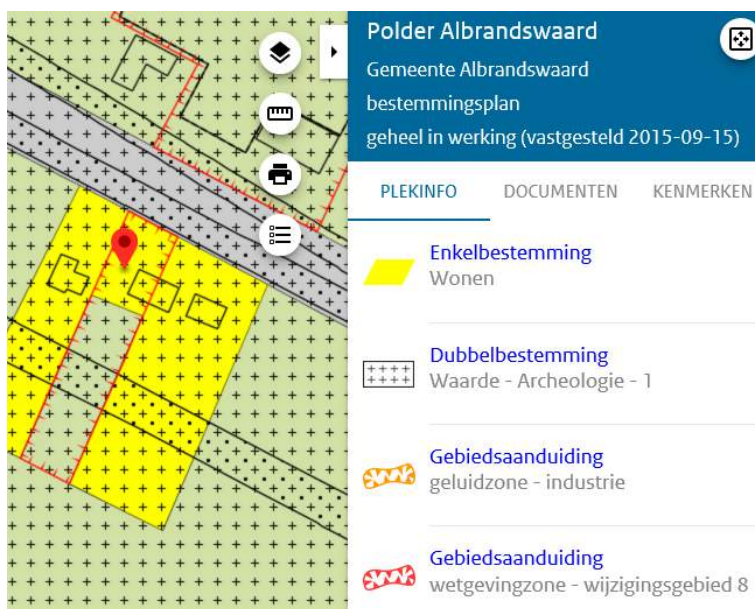 Polder Albrandswaard
Gemeente Albrandswaard
bestemmingsplan
geheel in werking (vastgesteld 2015-09-15)
PLEKINFO DOCUMENTEN KENMERKEN
Enkelbestemming
Wonen
Dubbelbestemming
Waarde - Archeologie - 1
Gebiedsaanduiding
geluidzone - industrie
Gebiedsaanduiding
wetgevingzone - wijzigingsgebied 8